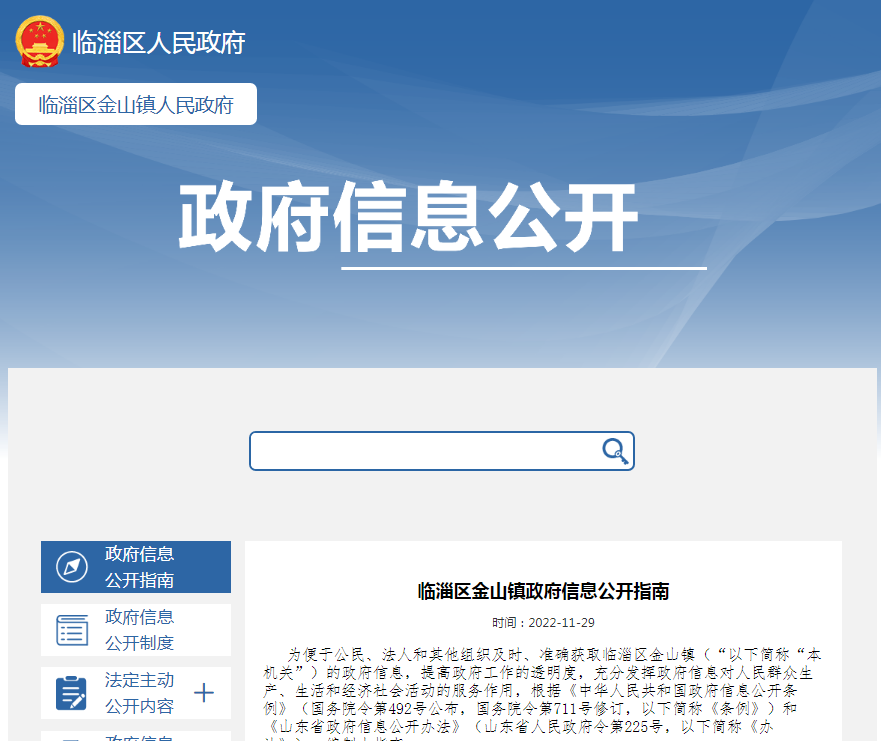 临淄区人民政府
临淄区金山镇人民政府
政府信息公开
政府信息
公开指南
政府信息
公开制度
法定主动
公开内容
临淄区金山镇政府信息公开指南
时间：2022-11-29
为便于公民、法人和其他组织及时、准确获取临淄区金山镇（“以下简称“本
机关”）的政府信息，提高政府工作的透明度，充分发挥政府信息对人民群众生
产、生活和经济社会活动的服务作用，根据《中华人民共和国政府信息公开条
例》（国务院令第492号公布，国务院令第711号修订，以下简称《条例》）和
《山东省政府信息公开办法》（山东省人民政府令第225号，以下简称《办